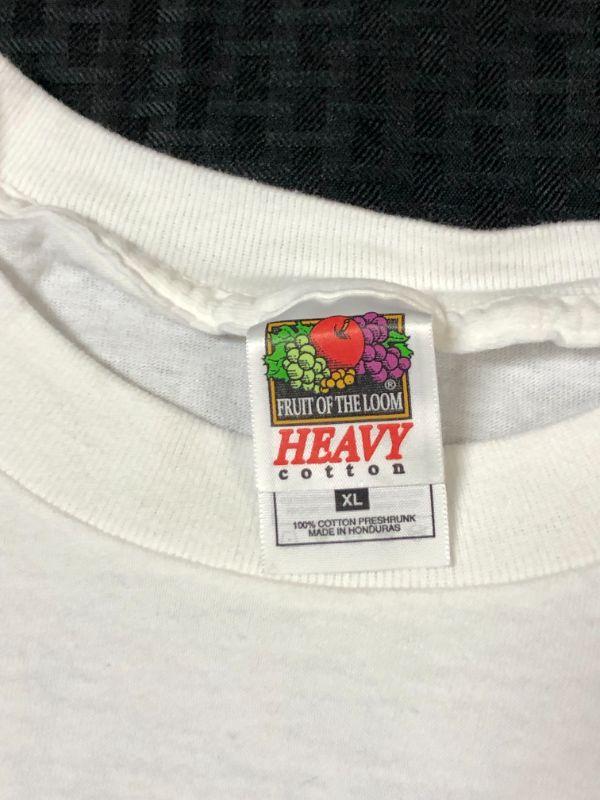 ®
FRUIT OF THE LOOM
HEAVY
cotton
XL
100% COTTON PRESHRUNK
MADE IN HONDURAS